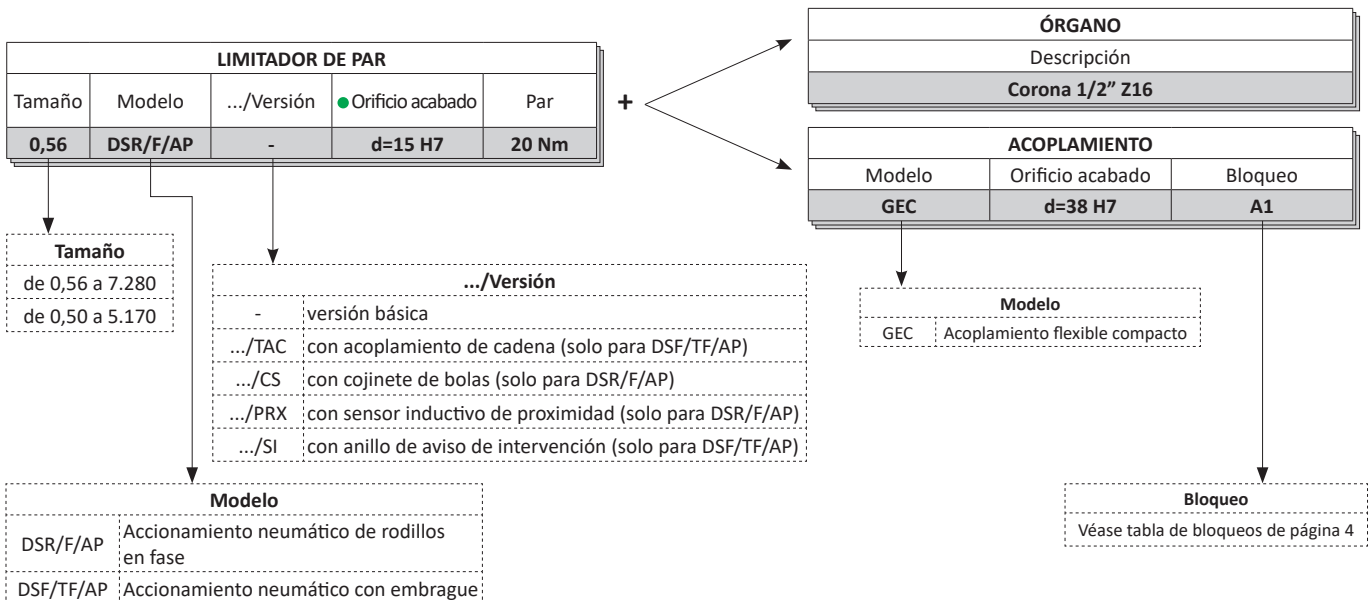 LIMITADOR DE PAR
Tamaño Modelo .../Versión Orificio acabado Par
0,56 DSR/F/AP - d=15 H7 20 Nm
+
ÓRGANO
Descripción
Corona 1/2” Z16
ACOPLAMIENTO
Modelo Orificio acabado Bloqueo
GEC d=38 H7 A1
Tamaño
de 0,56 a 7.280
de 0,50 a 5.170
.../Versión
- versión básica
.../TAC con acoplamiento de cadena (solo para DSF/TF/AP)
.../CS con cojinete de bolas (solo para DSR/F/AP)
.../PRX con sensor inductivo de proximidad (solo para DSR/F/AP)
.../SI con anillo de aviso de intervención (solo para DSF/TF/AP)
Modelo
GEC Acoplamiento flexible compacto
Modelo
DSR/F/AP Accionamiento neumático de rodillos
en fase
DSF/TF/AP Accionamiento neumático con embrague
Bloqueo
Véase tabla de bloqueos de página 4